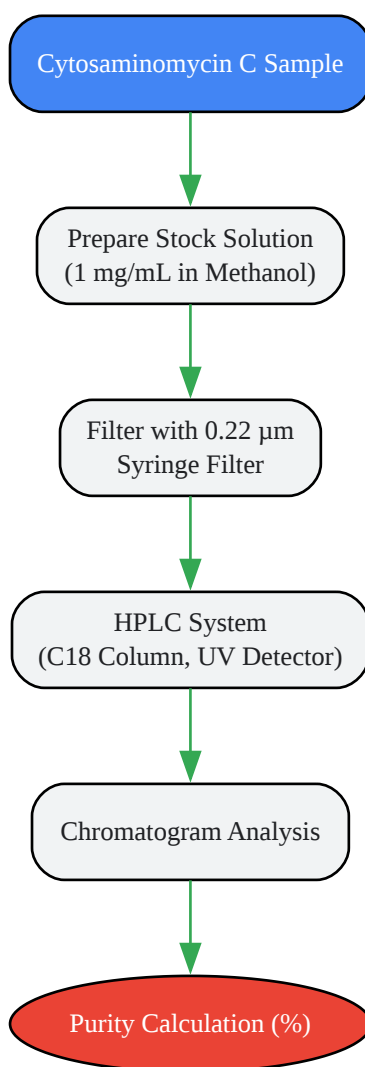 Cytosaminomycin C Sample
Prepare Stock Solution
(1 mg/mL in Methanol)
Filter with 0.22 µm
Syringe Filter
HPLC System
(C18 Column, UV Detector)
Chromatogram Analysis
Purity Calculation (%)